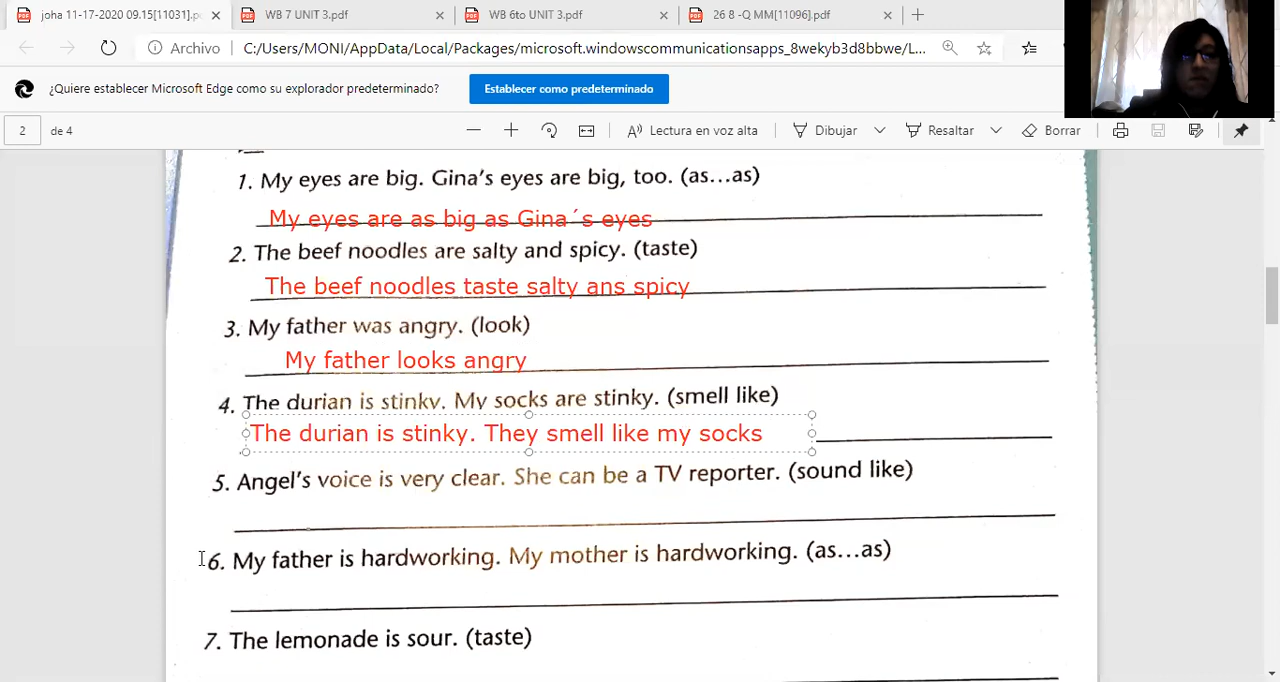 joha 11-17-2020 09.15[11031].p
WB 7 UNIT 3.pdf
WB 6to UNIT 3.pdf
26 8 -Q MM[11096].pdf
Archivo
C:/Users/MONI/AppData/Local/Packages/microsoft.windowscommunicationsapps_8wekyb3d8bbwe/L...
¿Quiere establecer Microsoft Edge como su explorador predeterminado?
Establecer como predeterminado
2 de 4
Lectura en voz alta
Dibujar
Resaltar
Borrar
1. My eyes are big. Gina's eyes are big, too. (as...as)
My eyes are as big as Gina´s eyes
2. The beef noodles are salty and spicy. (taste)
The beef noodles taste salty ans spicy
3. My father was angry. (look)
My father looks angry
4. The durian is stinky. My socks are stinky. (smell like)
The durian is stinky. They smell like my socks
5. Angel's voice is very clear. She can be a TV reporter. (sound like)
6. My father is hardworking. My mother is hardworking. (as...as)
7. The lemonade is sour. (taste)